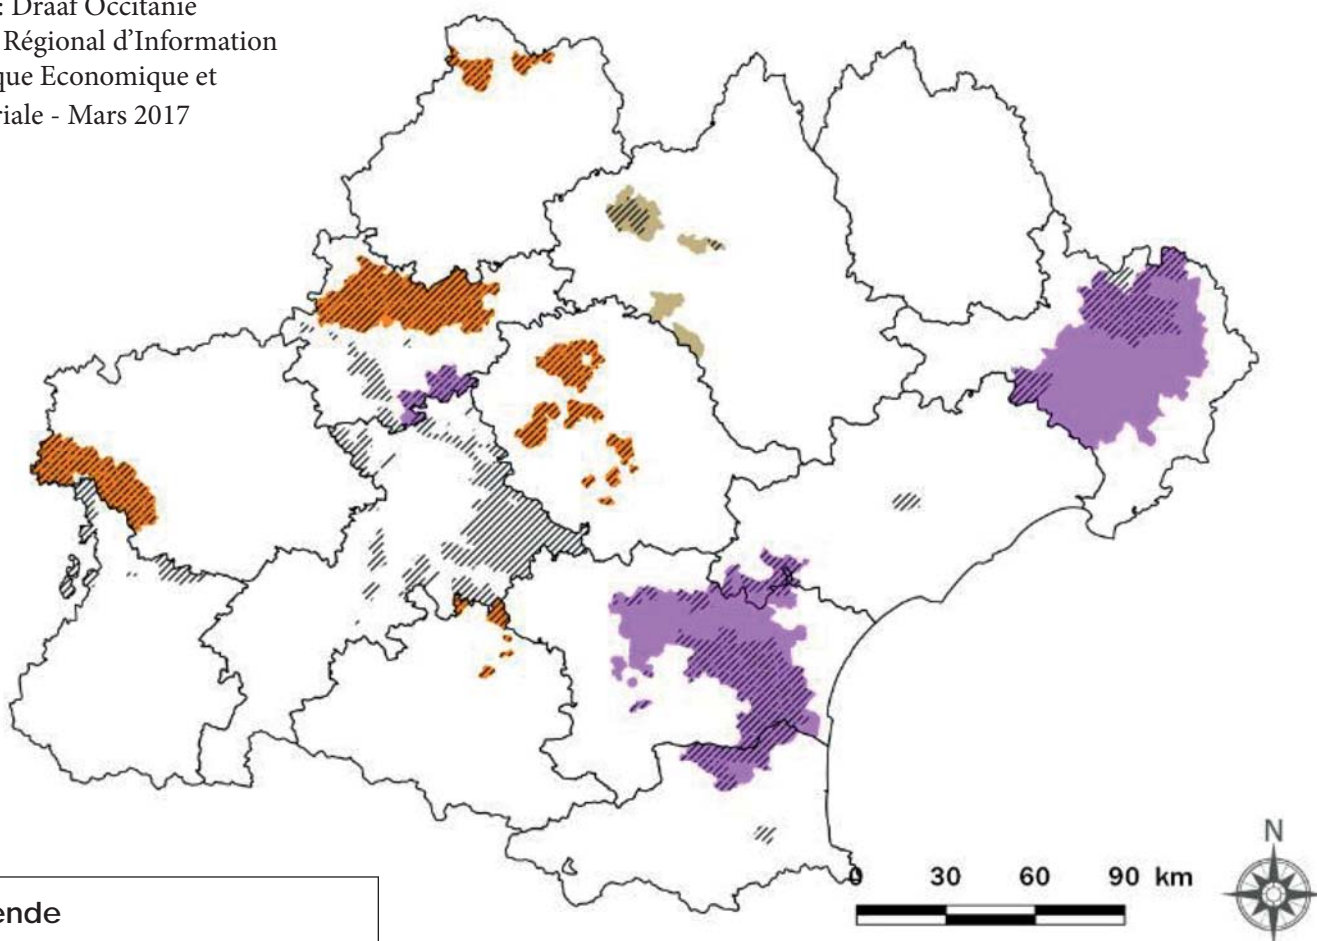 : Draaf Occitanie
Régional d’Information
que Economique et
riale - Mars 2017
N
0 30 60 90 km
ende